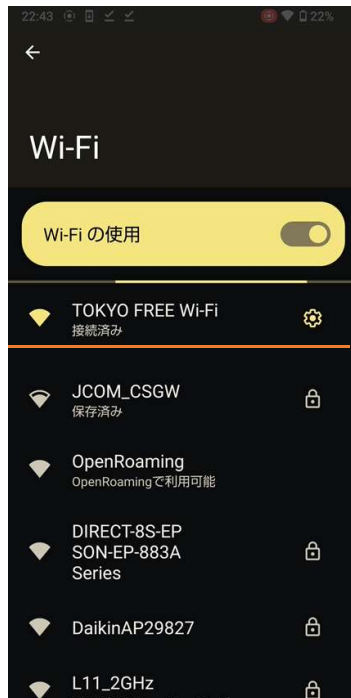 22:43
22%
Wi-Fi
Wi-Fi の使用
TOKYO FREE Wi-Fi
接続済み
JCOM_CSGW
保存済み
OpenRoaming
OpenRoamingで利用可能
DIRECT-8S-EP
SON-EP-883A
Series
DaikinAP29827
L11_2GHz